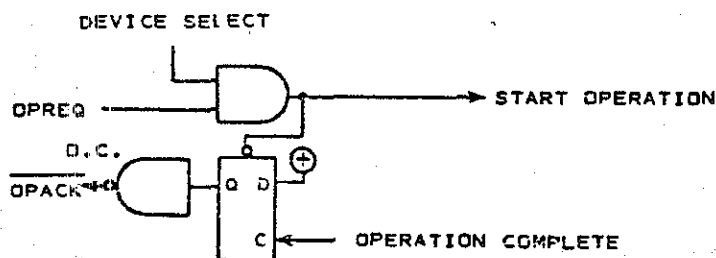 DEVICE SELECT
START OPERATION
OPREQ
O.C.
OPACK
Q D
C
OPERATION COMPLETE